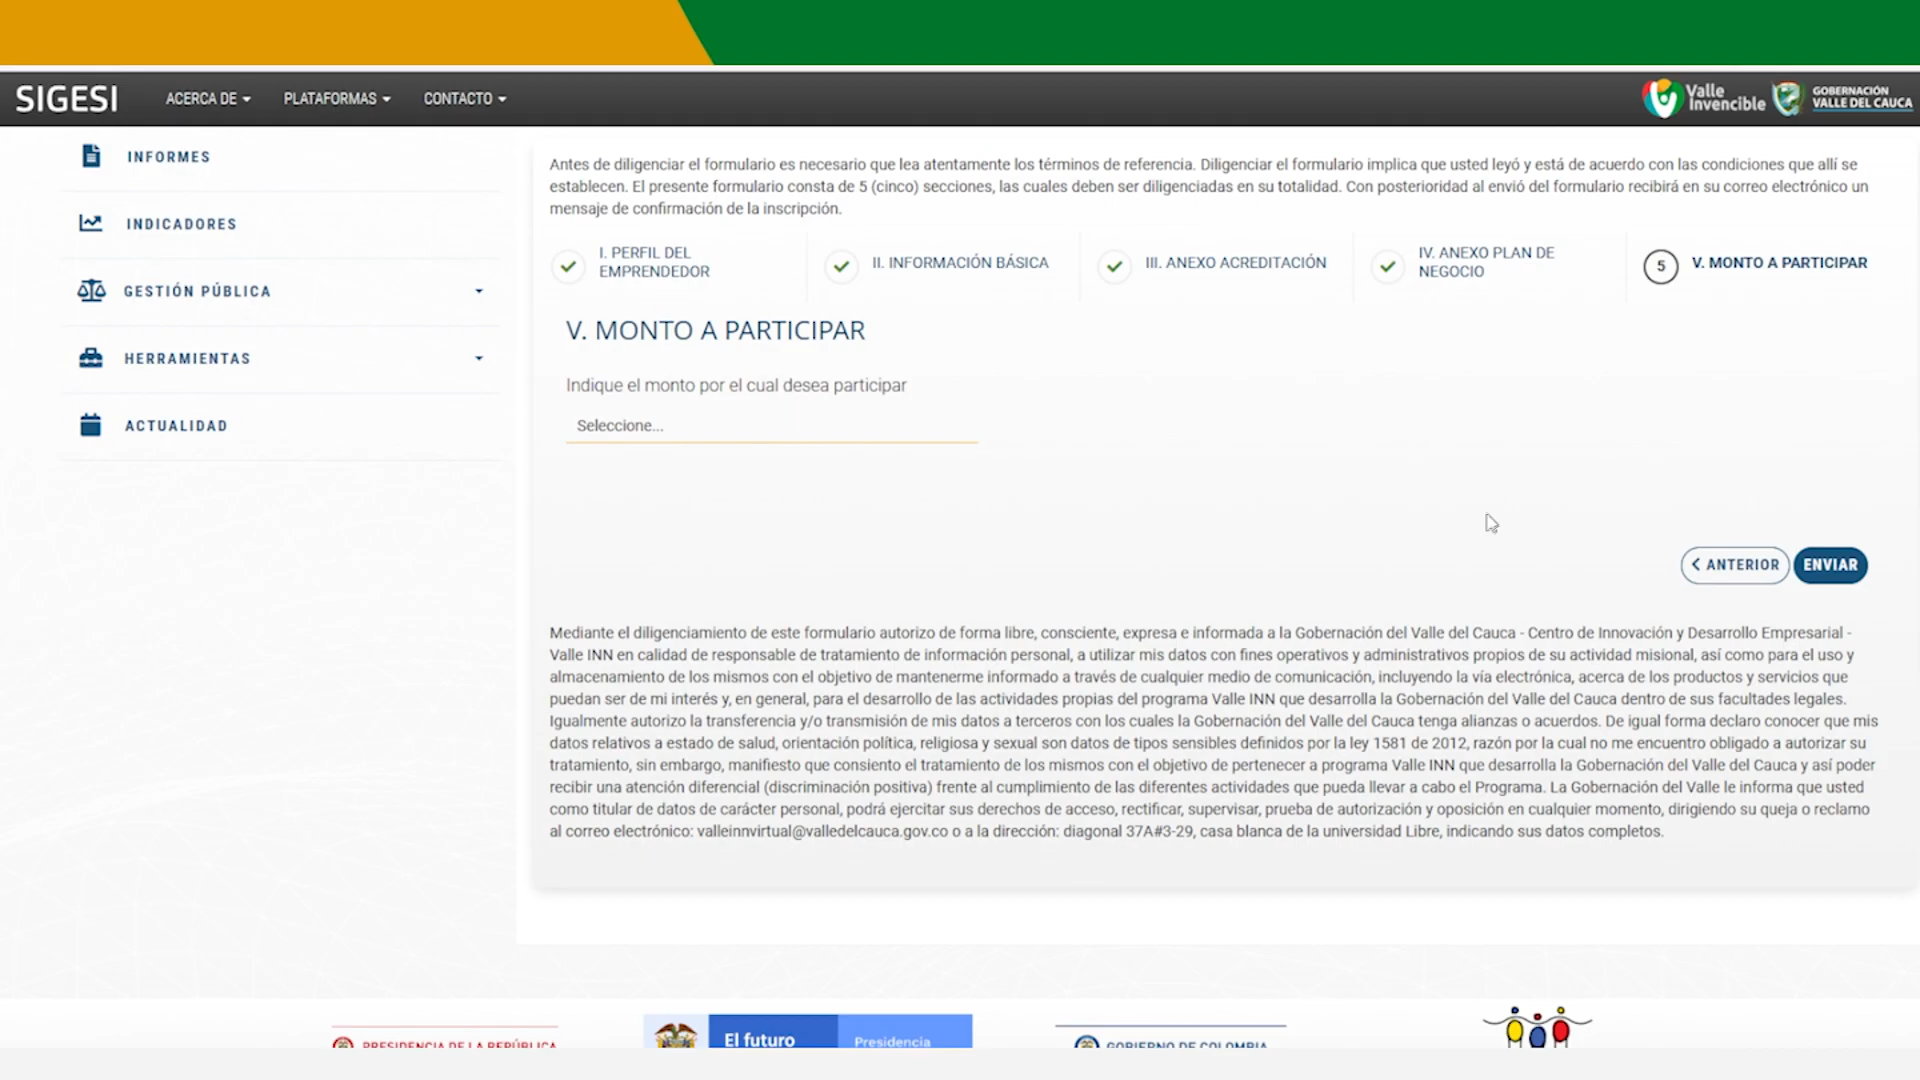 SIGESI
ACERCA DE
PLATAFORMAS
CONTACTO
Valle
Invencible
GOBERNACIÓN
VALLE DEL CAUCA
INFORMES
INDICADORES
GESTIÓN PÚBLICA
HERRAMIENTAS
ACTUALIDAD
Antes de diligenciar el formulario es necesario que lea atentamente los términos de referencia. Diligenciar el formulario implica que usted leyó y está de acuerdo con las condiciones que allí se
establecen. El presente formulario consta de 5 (cinco) secciones, las cuales deben ser diligenciadas en su totalidad. Con posterioridad al envió del formulario recibirá en su correo electrónico un
mensaje de confirmación de la inscripción.
I. PERFIL DEL
EMPRENDEDOR
II. INFORMACIÓN BÁSICA
III. ANEXO ACREDITACIÓN
IV. ANEXO PLAN DE
NEGOCIO
5
V. MONTO A PARTICIPAR
V. MONTO A PARTICIPAR
Indique el monto por el cual desea participar
Seleccione...
ANTERIOR
ENVIAR
Mediante el diligenciamiento de este formulario autorizo de forma libre, consciente, expresa e informada a la Gobernación del Valle del Cauca - Centro de Innovación y Desarrollo Empresarial -
Valle INN en calidad de responsable de tratamiento de información personal, a utilizar mis datos con fines operativos y administrativos propios de su actividad misional, así como para el uso y
almacenamiento de los mismos con el objetivo de mantenerme informado a través de cualquier medio de comunicación, incluyendo la vía electrónica, acerca de los productos y servicios que
puedan ser de mi interés y, en general, para el desarrollo de las actividades propias del programa Valle INN que desarrolla la Gobernación del Valle del Cauca dentro de sus facultades legales.
Igualmente autorizo la transferencia y/o transmisión de mis datos a terceros con los cuales la Gobernación del Valle del Cauca tenga alianzas o acuerdos. De igual forma declaro conocer que mis
datos relativos a estado de salud, orientación política, religiosa y sexual son datos de tipos sensibles definidos por la ley 1581 de 2012, razón por la cual no me encuentro obligado a autorizar su
tratamiento, sin embargo, manifiesto que consiento el tratamiento de los mismos con el objetivo de pertenecer a programa Valle INN que desarrolla la Gobernación del Valle del Cauca y así poder
recibir una atención diferencial (discriminación positiva) frente al cumplimiento de las diferentes actividades que pueda llevar a cabo el Programa. La Gobernación del Valle le informa que usted
como titular de datos de carácter personal, podrá ejercitar sus derechos de acceso, rectificar, supervisar, prueba de autorización y oposición en cualquier momento, dirigiendo su queja o reclamo
al correo electrónico: valleinnvirtual@valledelcauca.gov.co o a la dirección: diagonal 37A#3-29, casa blanca de la universidad Libre, indicando sus datos completos.
PRESIDENCIA DE LA REPÚBLICA
El futuro
Presidencia
GOBIERNO DE COLOMBIA